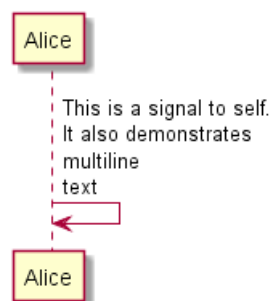 Alice
This is a signal to self.
It also demonstrates
multiline
text
Alice